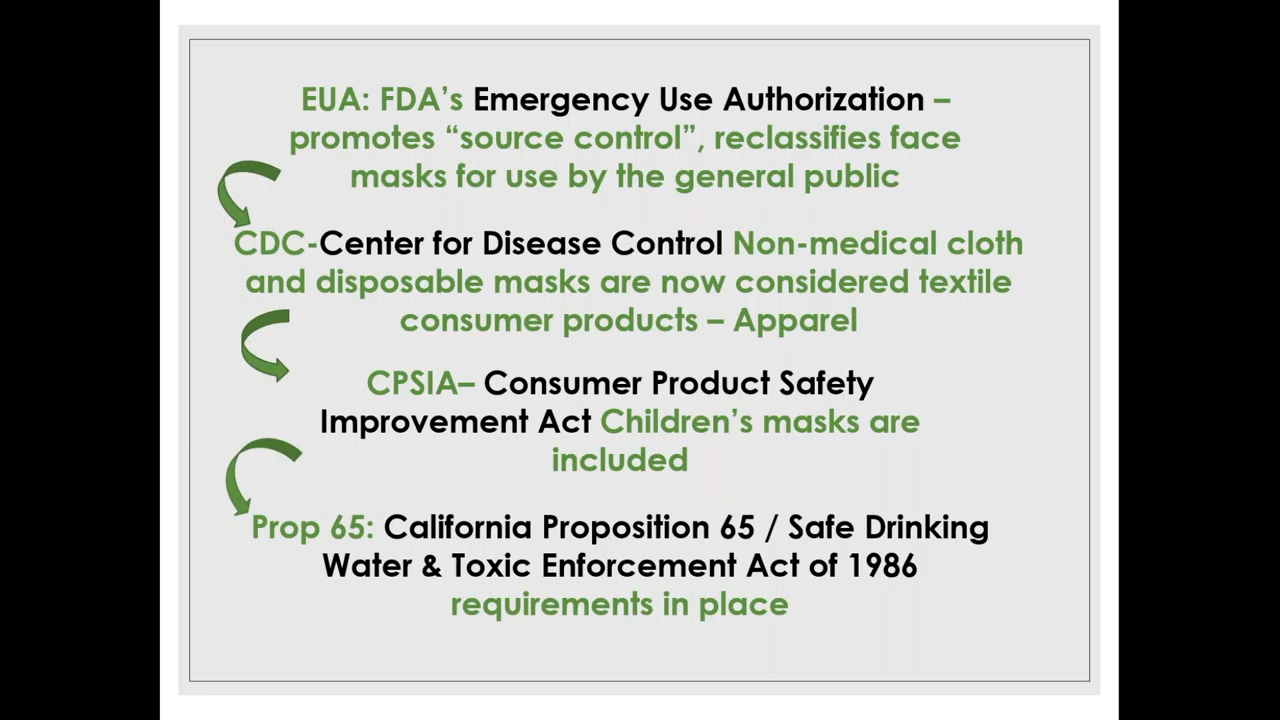 EUA: FDA’s Emergency Use Authorization –
promotes “source control”, reclassifies face
masks for use by the general public
CDC-Center for Disease Control Non-medical cloth
and disposable masks are now considered textile
consumer products – Apparel
CPSIA– Consumer Product Safety
Improvement Act Children’s masks are
included
Prop 65: California Proposition 65 / Safe Drinking
Water & Toxic Enforcement Act of 1986
requirements in place